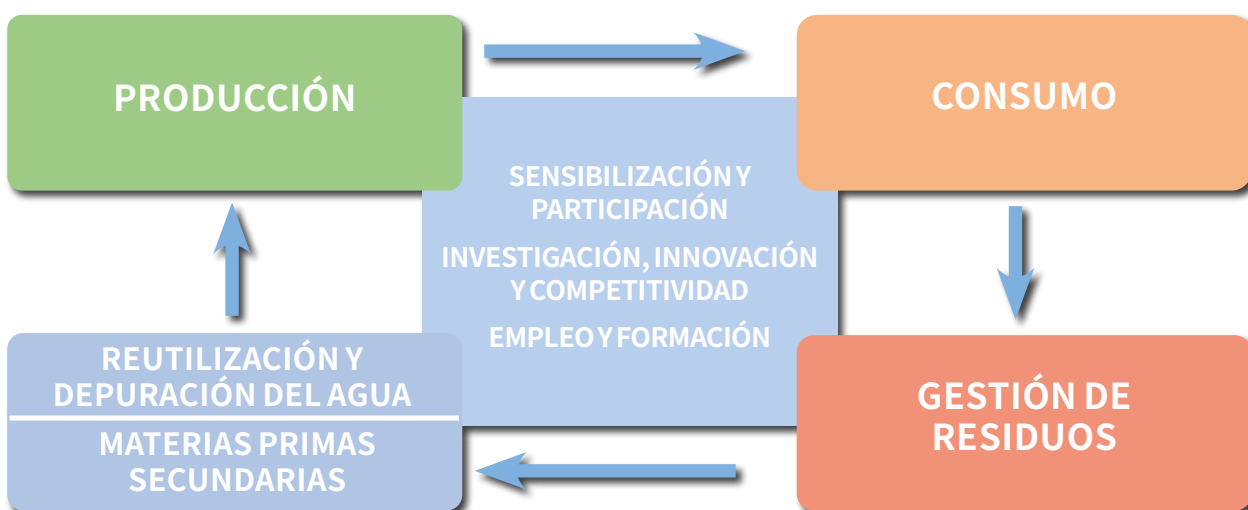 PRODUCCIÓN
CONSUMO
SENSIBILIZACIÓN Y
PARTICIPACIÓN
INVESTIGACIÓN, INNOVACIÓN
Y COMPETITIVIDAD
EMPLEO Y FORMACIÓN
REUTILIZACIÓN Y
DEPURACIÓN DEL AGUA
MATERIAS PRIMAS
SECUNDARIAS
GESTIÓN DE
RESIDUOS